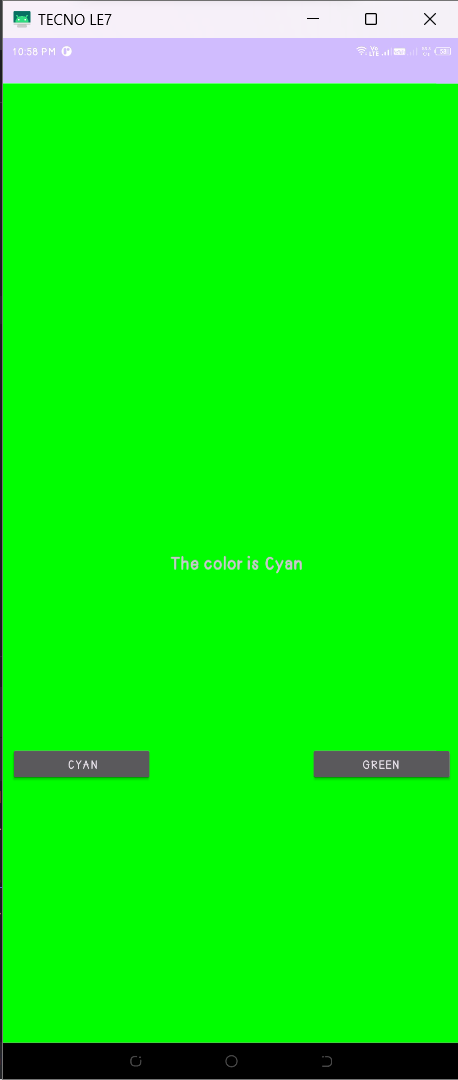 TECNO LE7
10:58 PM
The color is Cyan
CYAN
GREEN